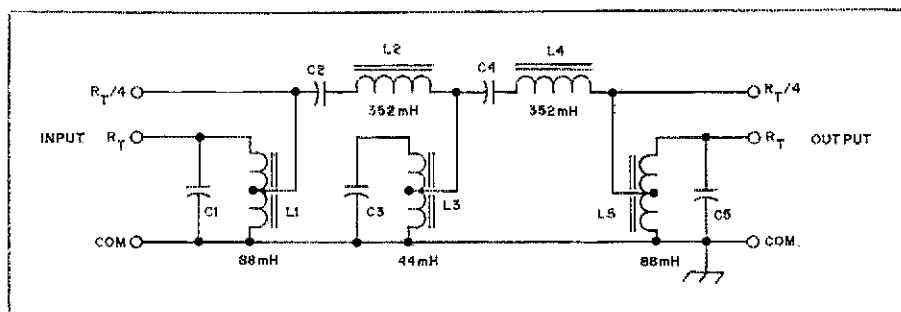 L2
L4
C2
C4
R_T/4
352mH
352mH
R_T/4
INPUT
R_T
R_T
OUTPUT
C1
L1
C3
L3
L5
C5
COM
COM.
88mH
44mH
88mH